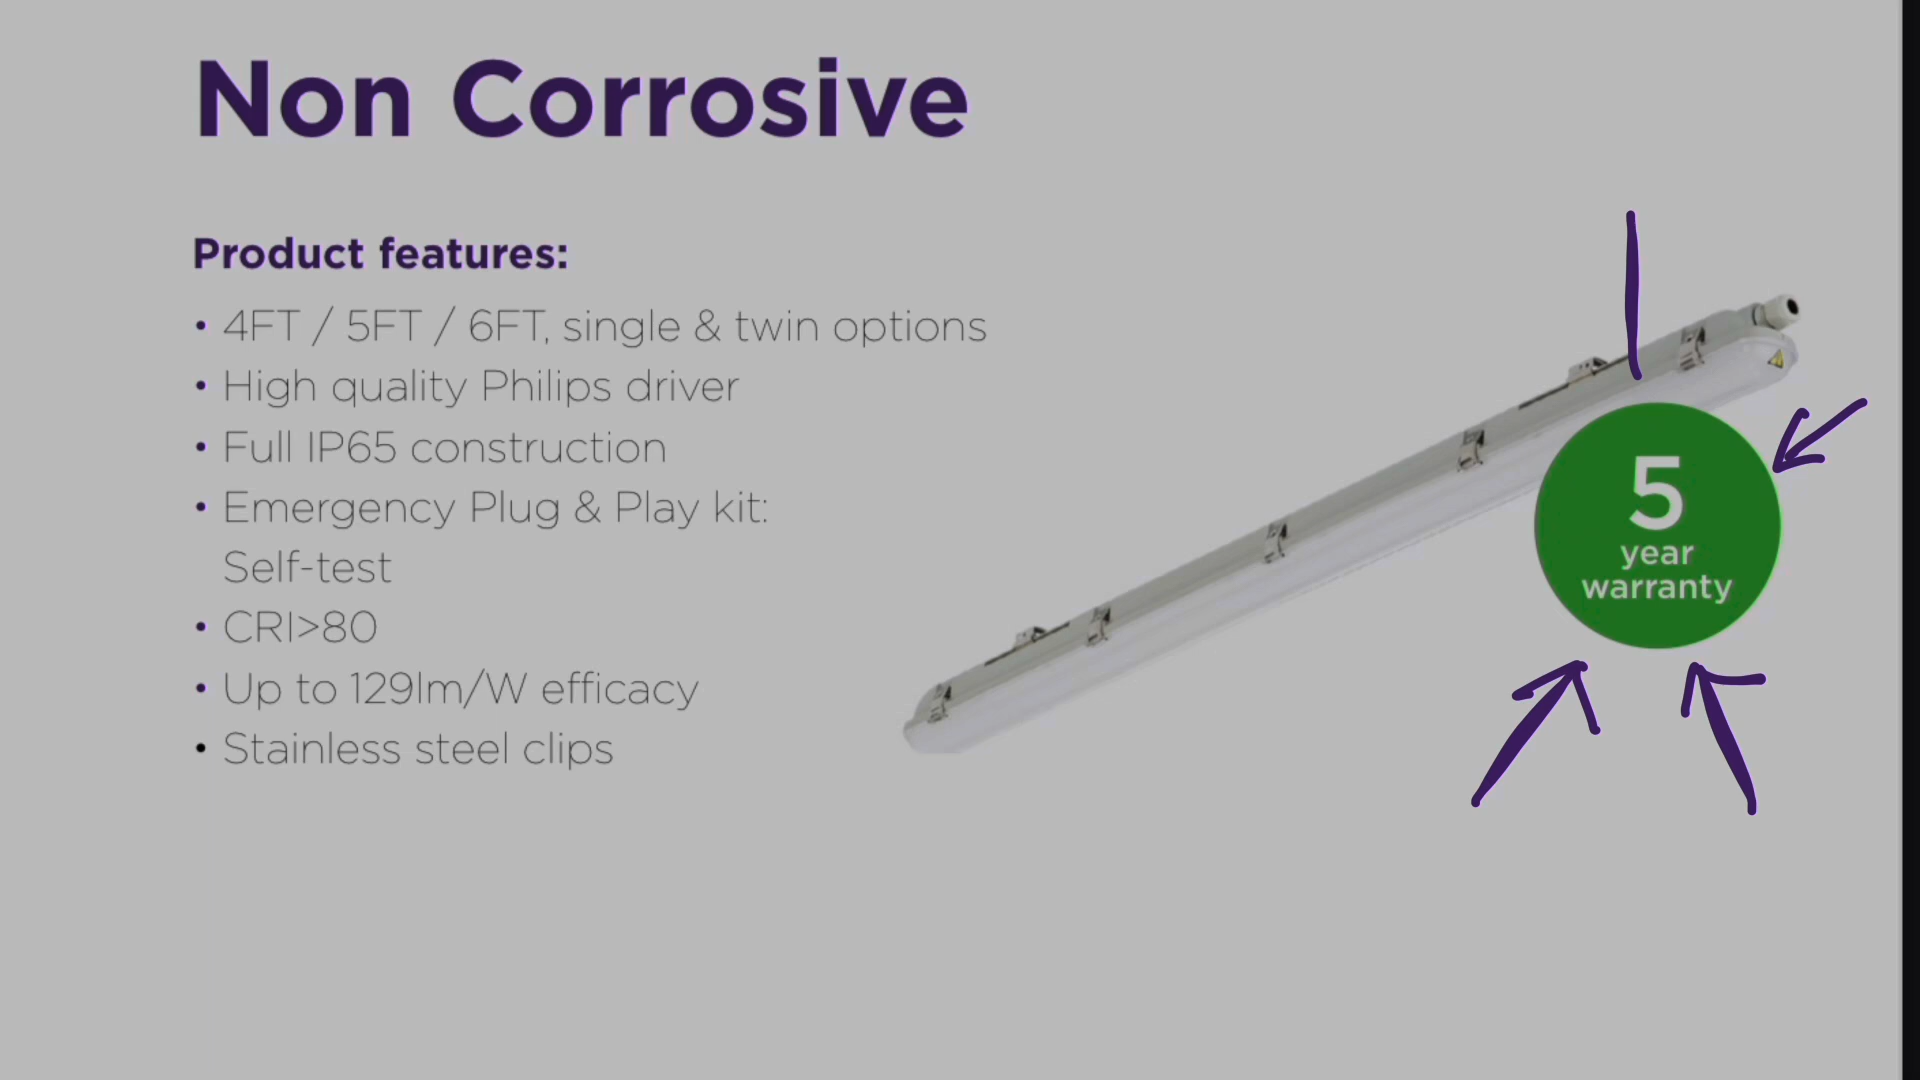 Non Corrosive
Product features:
• 4FT / 5FT / 6FT, single & twin options
• High quality Philips driver
• Full IP65 construction
• Emergency Plug & Play kit:
Self-test
• CRI>80
• Up to 129lm/W efficacy
• Stainless steel clips
5
year
warranty